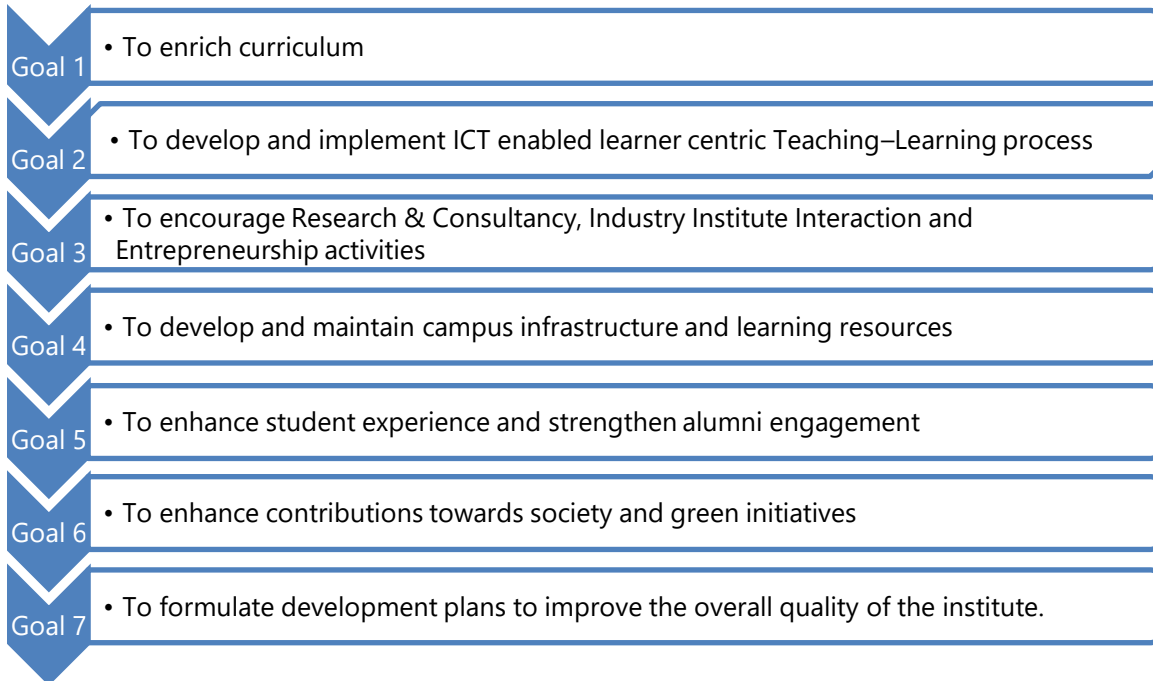 Goal 1
• To enrich curriculum
Goal 2
• To develop and implement ICT enabled learner centric Teaching–Learning process
Goal 3
• To encourage Research & Consultancy, Industry Institute Interaction and
Entrepreneurship activities
Goal 4
• To develop and maintain campus infrastructure and learning resources
Goal 5
• To enhance student experience and strengthen alumni engagement
Goal 6
• To enhance contributions towards society and green initiatives
Goal 7
• To formulate development plans to improve the overall quality of the institute.